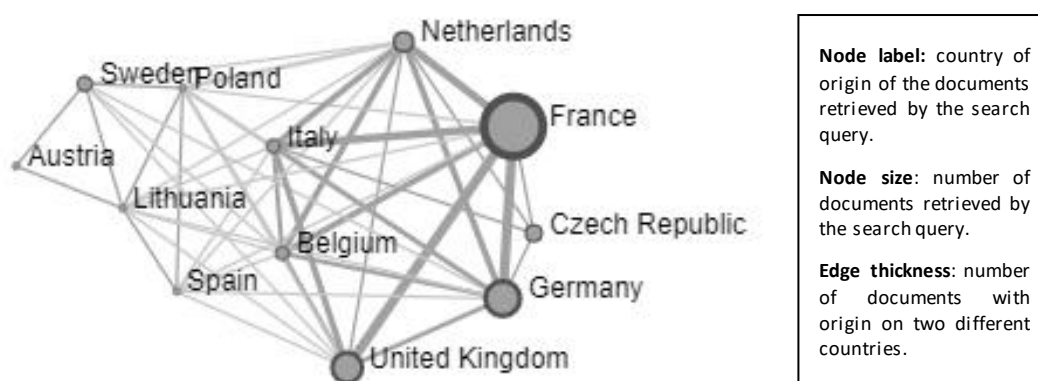 Netherlands
Sweden
Poland
France
Italy
Austria
Lithuania
Czech Republic
Belgium
Spain
Germany
United Kingdom
Node label: country of
origin of the documents
retrieved by the search
query.
Node size: number of
documents retrieved by
the search query.
Edge thickness: number
of documents with
origin on two different
countries.